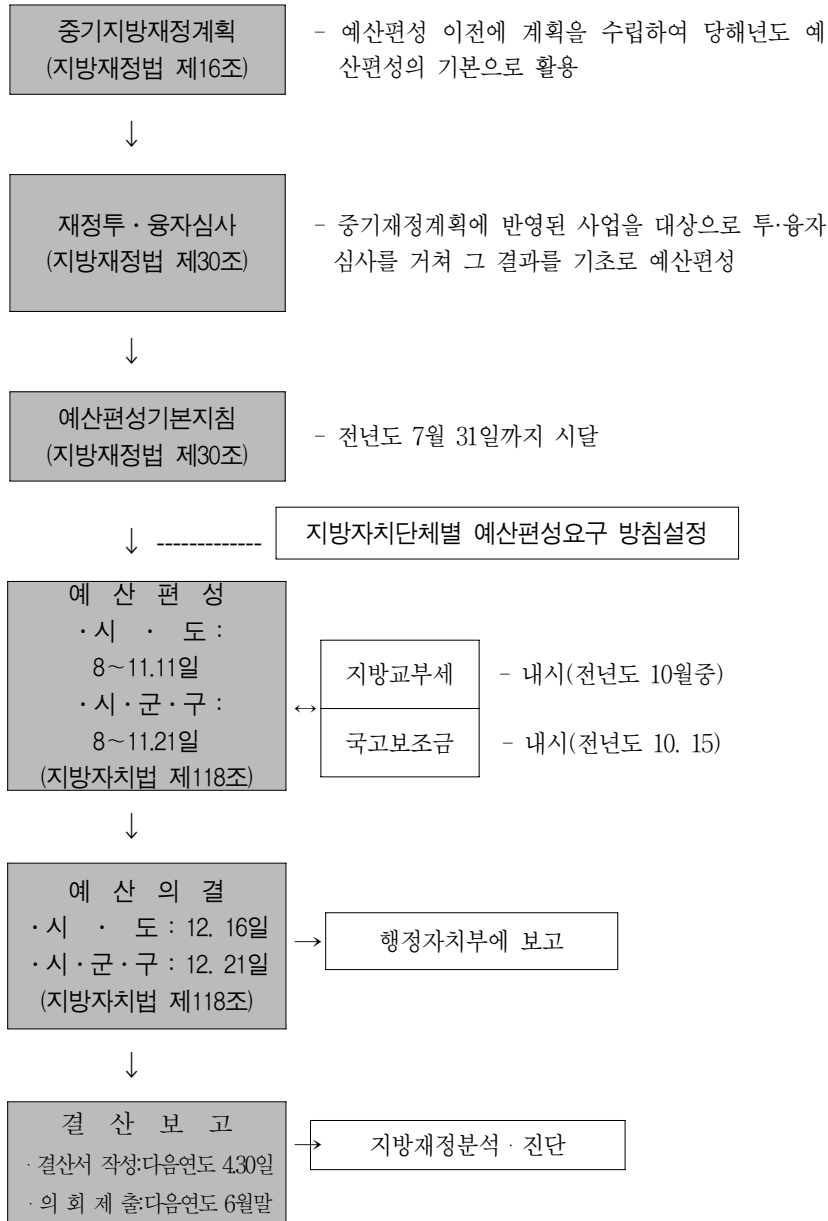 중기지방재정계획
(지방재정법 제16조)
- 예산편성 이전에 계획을 수립하여 당해년도 예
산편성의 기본으로 활용
↓
재정투·융자심사
(지방재정법 제30조)
- 중기재정계획에 반영된 사업을 대상으로 투·융자
심사를 거쳐 그 결과를 기초로 예산편성
↓
예산편성기본지침
(지방재정법 제30조)
- 전년도 7월 31일까지 시달
↓ -------------
지방자치단체별 예산편성요구 방침설정
예 산 편 성
·시 · 도 :
8~11.11일
·시·군·구 :
8~11.21일
(지방자치법 제118조)
↔
지방교부세
- 내시(전년도 10월중)
국고보조금
- 내시(전년도 10. 15)
↓
예 산 의 결
·시 · 도 : 12. 16일
·시·군·구 : 12. 21일
(지방자치법 제118조)
→
행정자치부에 보고
↓
결 산 보 고
· 결산서 작성:다음연도 4.30일
· 의 회 제 출:다음연도 6월말
→
지방재정분석 · 진단